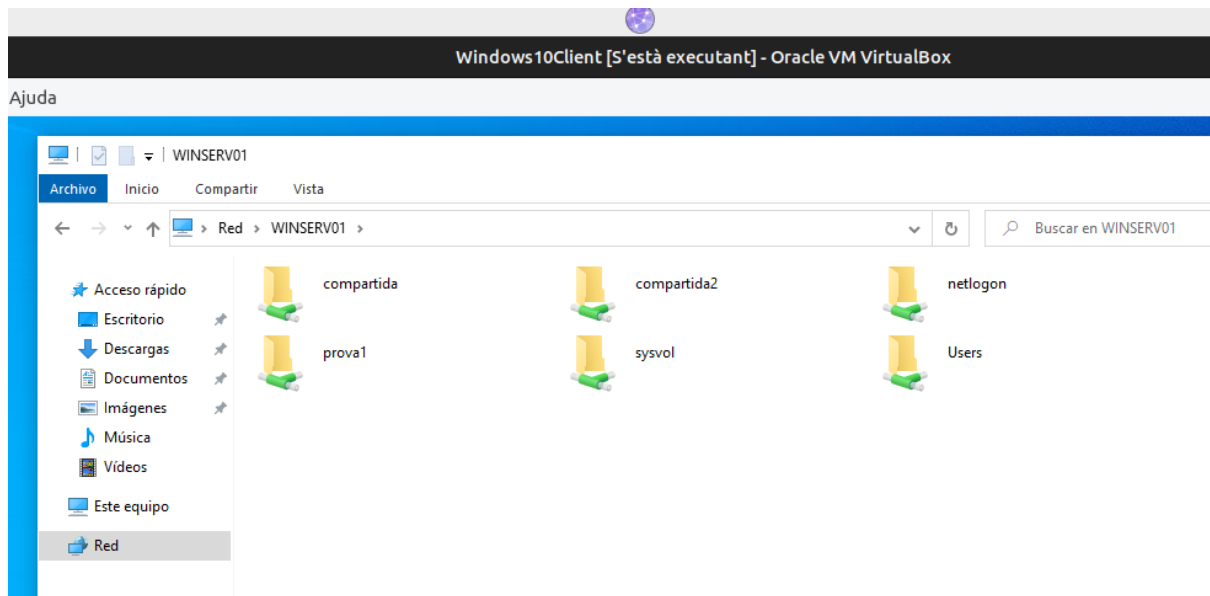 Windows10Client [S'està executant] - Oracle VM VirtualBox
Ajuda
WINSERV01
Archivo Inicio Compartir Vista
Red > WINSERV01 >
Buscar en WINSERV01
Acceso rápido
Escritorio
Descargas
Documentos
Imágenes
Música
Vídeos
Este equipo
Red
compartida compartida2 netlogon
prova1 sysvol Users